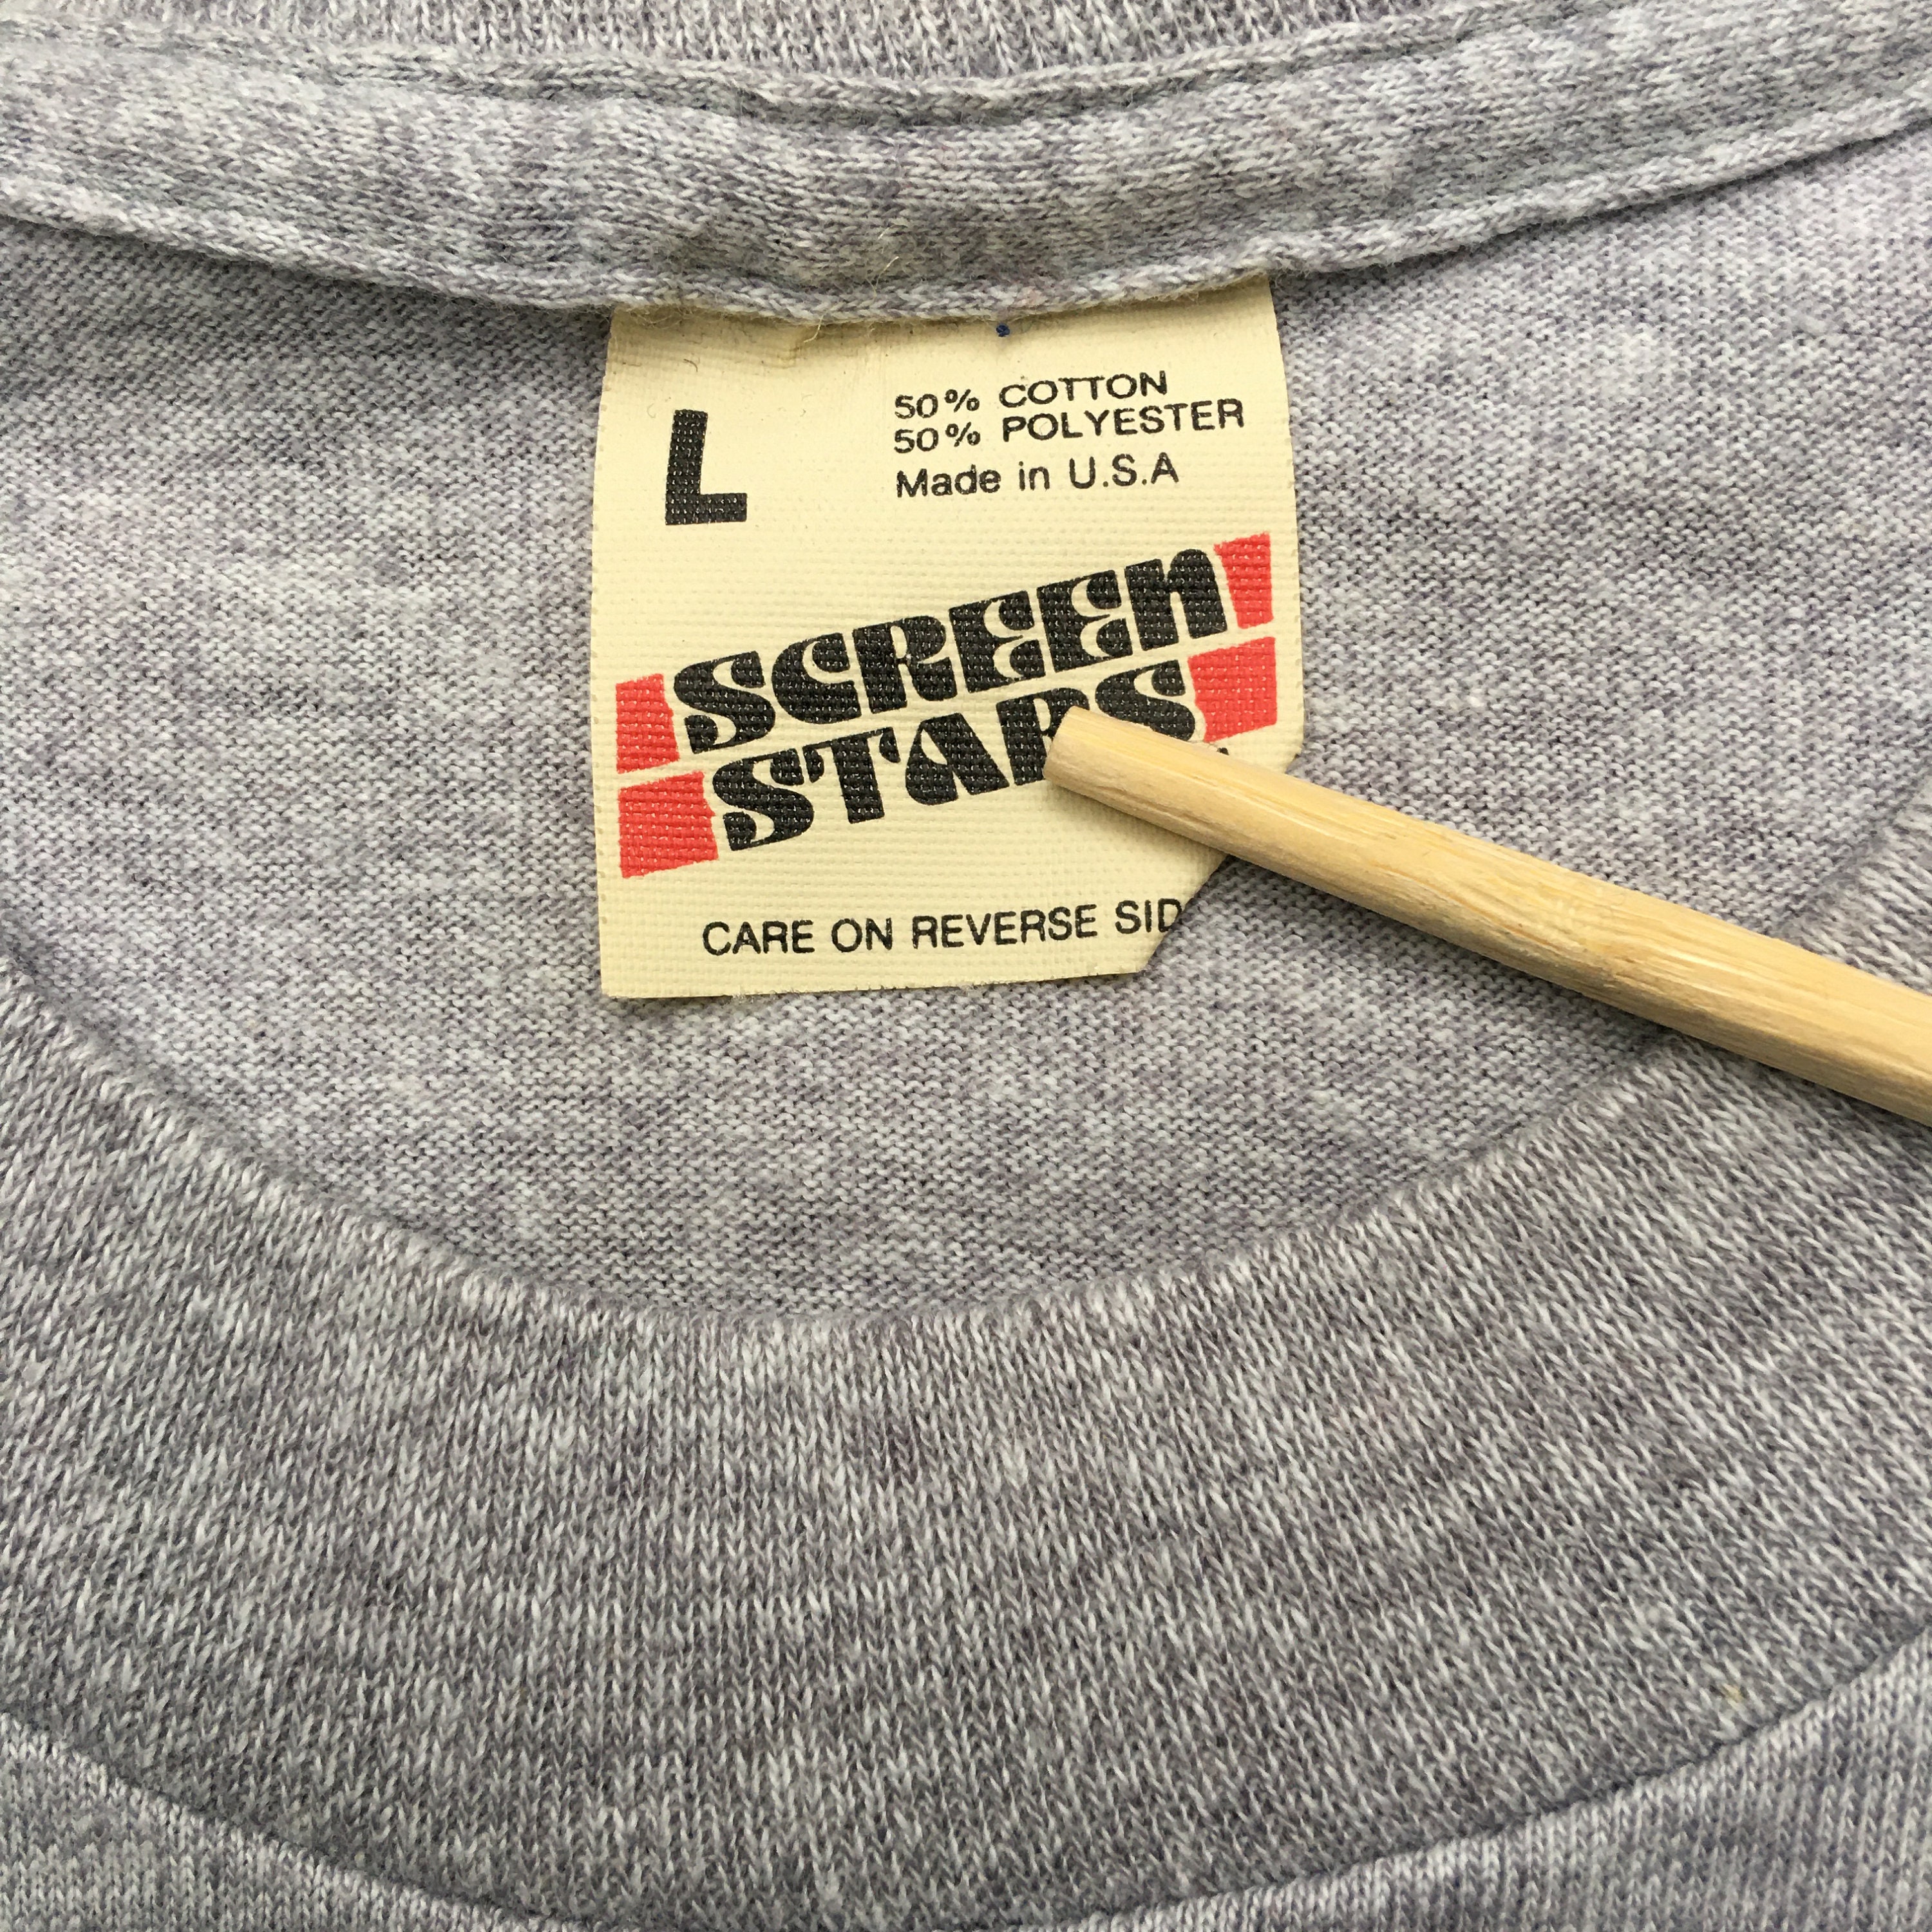 L
50% COTTON
50% POLYESTER
Made in U.S.A
SCREEN
STARS
CARE ON REVERSE SID